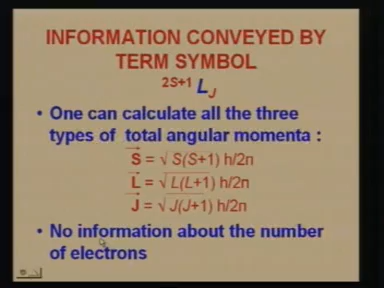 INFORMATION CONVEYED BY
TERM SYMBOL
2S+1 LJ
• One can calculate all the three
types of total angular momenta :
S = √ S(S+1) h/2π
L = √ L(L+1) h/2π
J = √ J(J+1) h/2π
• No information about the number
of electrons